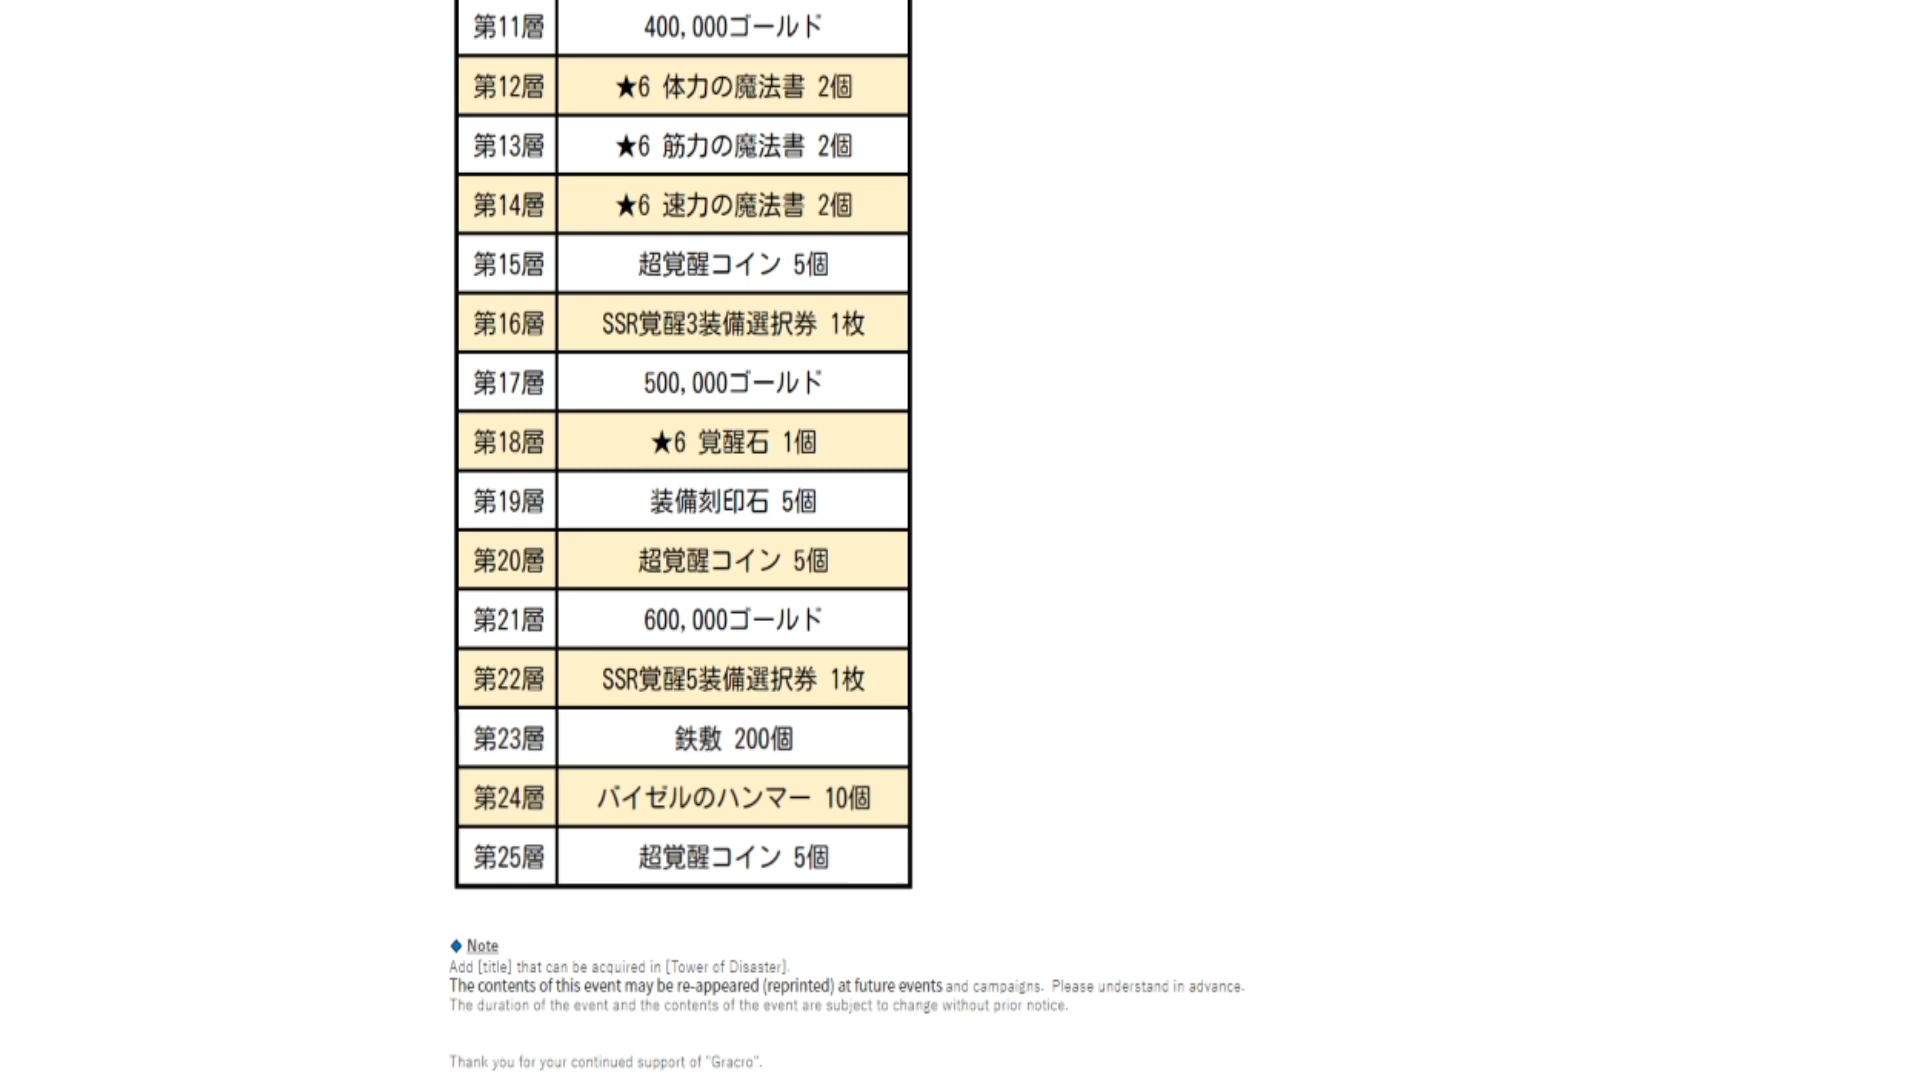 第11層 400,000ゴールド
第12層 ★6 体力の魔法書 2個
第13層 ★6 筋力の魔法書 2個
第14層 ★6 速力の魔法書 2個
第15層 超覚醒コイン 5個
第16層 SSR覚醒3装備選択券 1枚
第17層 500,000ゴールド
第18層 ★6 覚醒石 1個
第19層 装備刻印石 5個
第20層 超覚醒コイン 5個
第21層 600,000ゴールド
第22層 SSR覚醒5装備選択券 1枚
第23層 鉄敷 200個
第24層 バイゼルのハンマー 10個
第25層 超覚醒コイン 5個
◆ Note
Add [title] that can be acquired in [Tower of Disaster].
The contents of this event may be re-appeared (reprinted) at future events and campaigns. Please understand in advance.
The duration of the event and the contents of the event are subject to change without prior notice.
Thank you for your continued support of "Gracro".